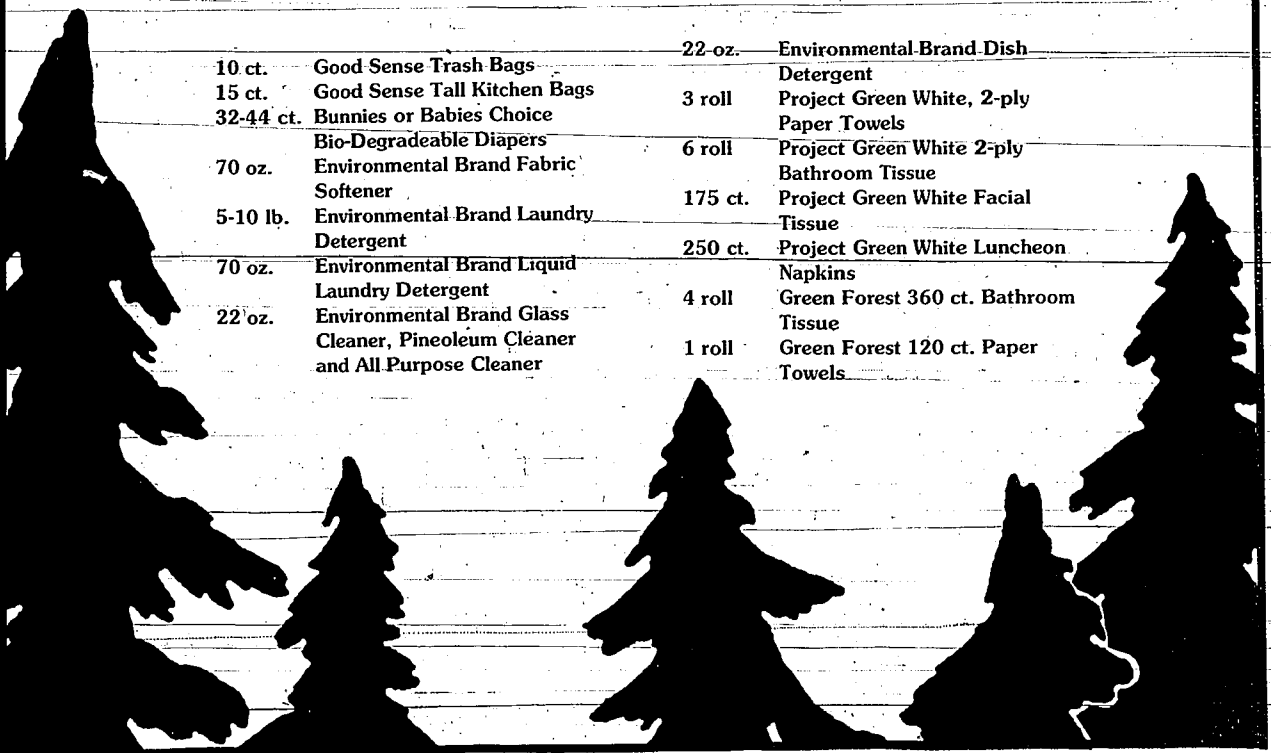 10 ct. Good Sense Trash Bags
15 ct. Good Sense Tall Kitchen Bags
32-44 ct. Bunnies or Babies Choice
Bio-Degradeable Diapers
70 oz. Environmental Brand Fabric
Softener
5-10 lb. Environmental Brand Laundry
Detergent
70 oz. Environmental Brand Liquid
Laundry Detergent
22 oz. Environmental Brand Glass
Cleaner, Pineoleum Cleaner
and All Purpose Cleaner
22 oz. Environmental Brand Dish
Detergent
3 roll Project Green White, 2-ply
Paper Towels
6 roll Project Green White 2-ply
Bathroom Tissue
175 ct. Project Green White Facial
Tissue
250 ct. Project Green White Luncheon
Napkins
4 roll Green Forest 360 ct. Bathroom
Tissue
1 roll Green Forest 120 ct. Paper
Towels